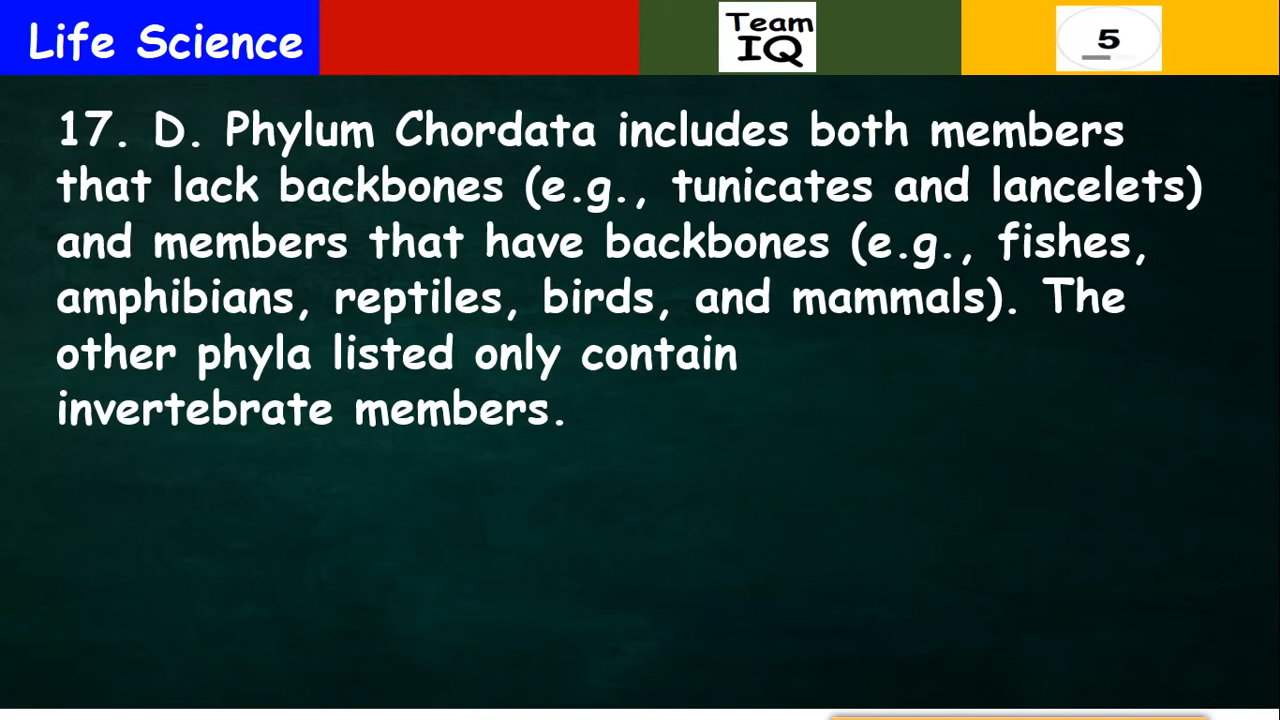 Life Science
Team
IQ
5
17. D. Phylum Chordata includes both members
that lack backbones (e.g., tunicates and lancelets)
and members that have backbones (e.g., fishes,
amphibians, reptiles, birds, and mammals). The
other phyla listed only contain
invertebrate members.